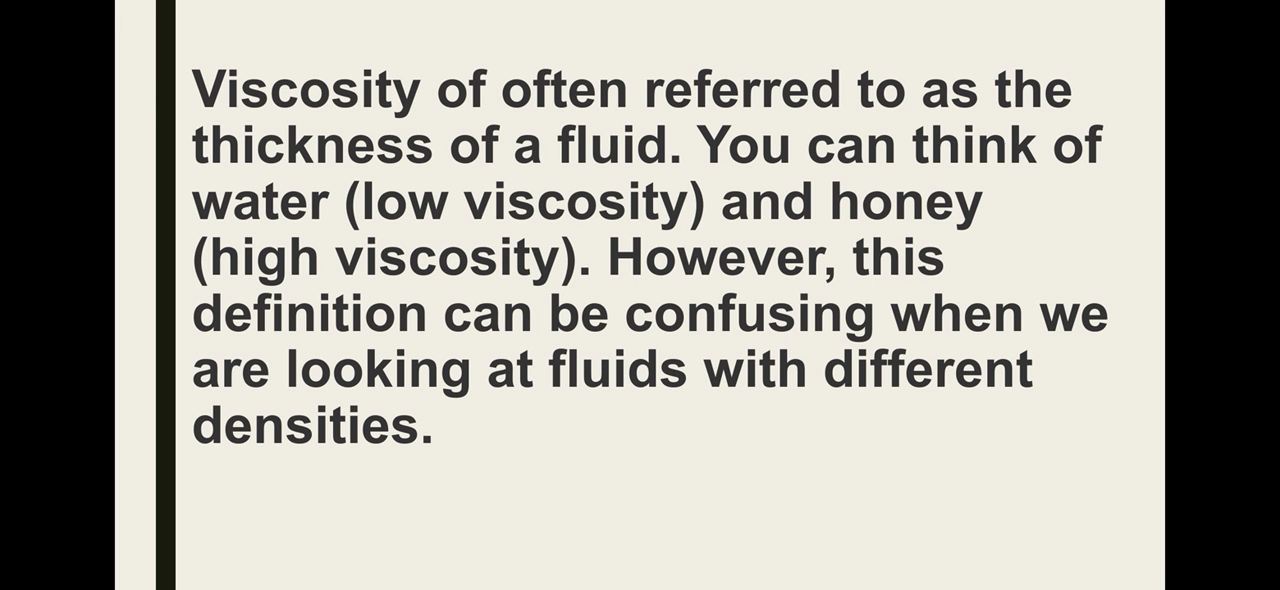 Viscosity of often referred to as the
thickness of a fluid. You can think of
water (low viscosity) and honey
(high viscosity). However, this
definition can be confusing when we
are looking at fluids with different
densities.